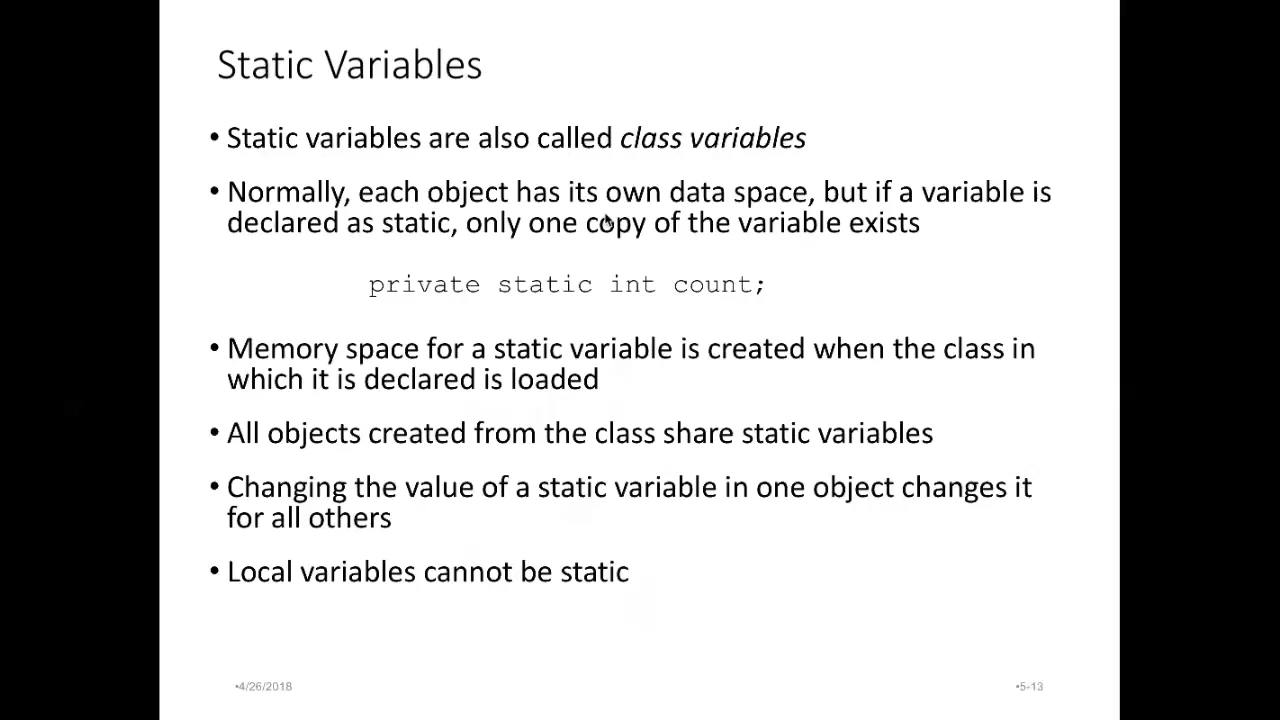 Static Variables
• Static variables are also called class variables
• Normally, each object has its own data space, but if a variable is
declared as static, only one copy of the variable exists
private static int count;
• Memory space for a static variable is created when the class in
which it is declared is loaded
• All objects created from the class share static variables
• Changing the value of a static variable in one object changes it
for all others
• Local variables cannot be static
•4/26/2018
•5-13